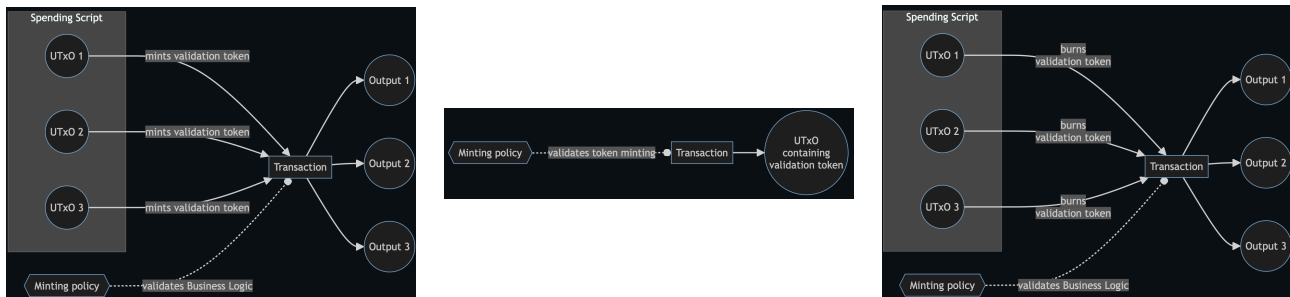 Spending Script
UTxO 1
mints validation token
Output 1
UTxO 2
mints validation token
Output 2
Transaction
UTxO 3
mints validation token
Output 3
Minting policy
validates Business Logic
Minting policy
validates token minting
Transaction
UTxO
containing
validation token
Spending Script
UTxO 1
burns
validation token
Output 1
UTxO 2
burns
validation token
Output 2
Transaction
UTxO 3
burns
validation token
Output 3
Minting policy
validates Business Logic